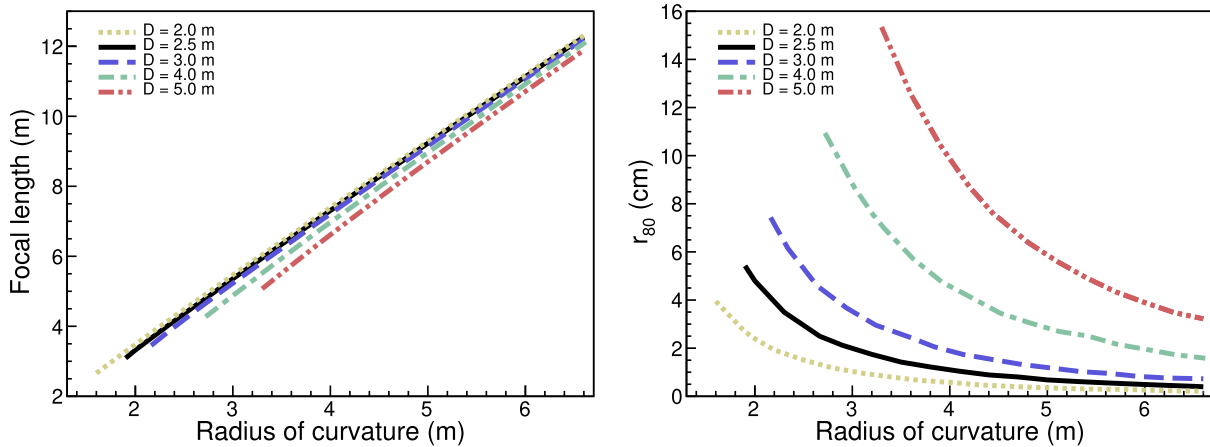 Focal length (m)
12
10
8
6
4
2
D = 2.0 m
D = 2.5 m
D = 3.0 m
D = 4.0 m
D = 5.0 m
2 3 4 5 6
Radius of curvature (m)
r80 (cm)
16
14
12
10
8
6
4
2
0
D = 2.0 m
D = 2.5 m
D = 3.0 m
D = 4.0 m
D = 5.0 m
2 3 4 5 6
Radius of curvature (m)